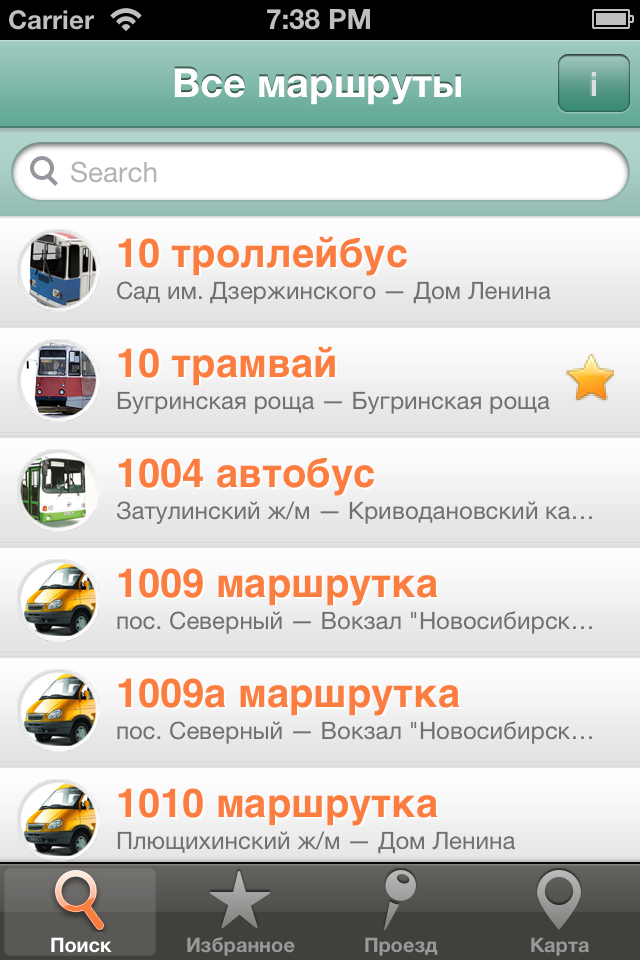 Carrier 7:38 PM
Все маршруты
i
Search
10 троллейбус
Сад им. Дзержинского — Дом Ленина
10 трамвай
Бугринская роща — Бугринская роща
1004 автобус
Затулинский ж/м — Криводановский ка...
1009 маршрутка
пос. Северный — Вокзал "Новосибирск...
1009а маршрутка
пос. Северный — Вокзал "Новосибирск...
1010 маршрутка
Плющихинский ж/м — Дом Ленина
Поиск Избранное Проезд Карта